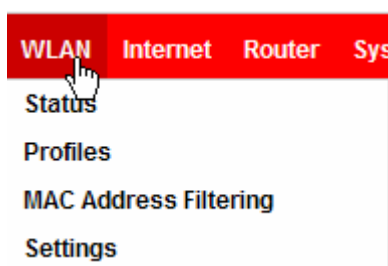 WLAN Internet Router Sys
Status
Profiles
MAC Address Filtering
Settings